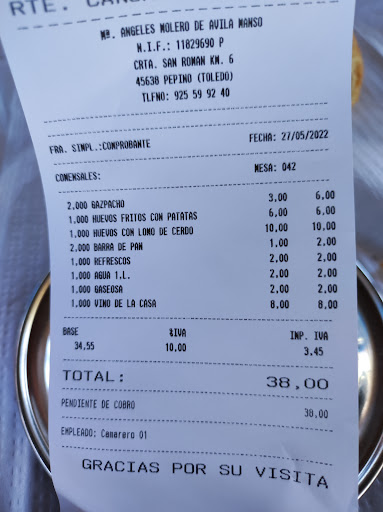 RTE.
Mª. ANGELES MOLERO DE AVILA MANSO
N.I.F.: 11829690 P
CRTA. SAN ROMAN KM. 6
45638 PEPINO (TOLEDO)
TLFNO: 925 59 92 40
FRA. SIMPL.:COMPROBANTE FECHA: 27/05/2022
COMENSALES: MESA: 042
2,000 GAZPACHO 3,00 6,00
1,000 HUEVOS FRITOS CON PATATAS 6,00 6,00
1,000 HUEVOS CON LOMO DE CERDO 10,00 10,00
2,000 BARRA DE PAN 1,00 2,00
1,000 REFRESCOS 2,00 2,00
1,000 AGUA 1.L. 2,00 2,00
1,000 GASEOSA 2,00 2,00
1,000 VINO DE LA CASA 8,00 8,00
BASE %IVA IMP. IVA
34,55 10,00 3,45
TOTAL: 38,00
PENDIENTE DE COBRO 38,00
EMPLEADO: Camarero 01
GRACIAS POR SU VISITA